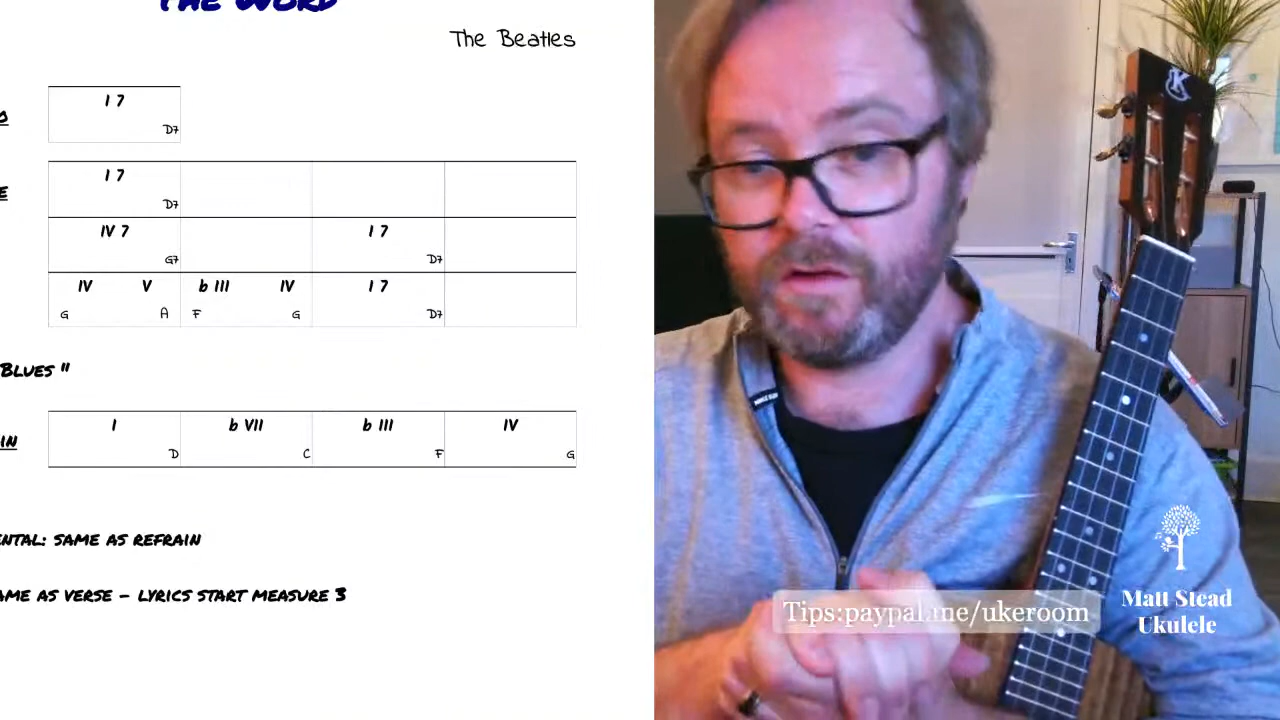 THE WORD
The Beatles
I 7
D7
I 7
D7
IV 7 I 7
G7 D7
IV V b III IV I 7
G A F G D7
BLUES "
I b VII b III IV
D C F G
IN
ENTAL: SAME AS REFRAIN
AME AS VERSE - LYRICS START MEASURE 3
K
Tips:paypal.me/ukeroom
Matt Stead
Ukulele